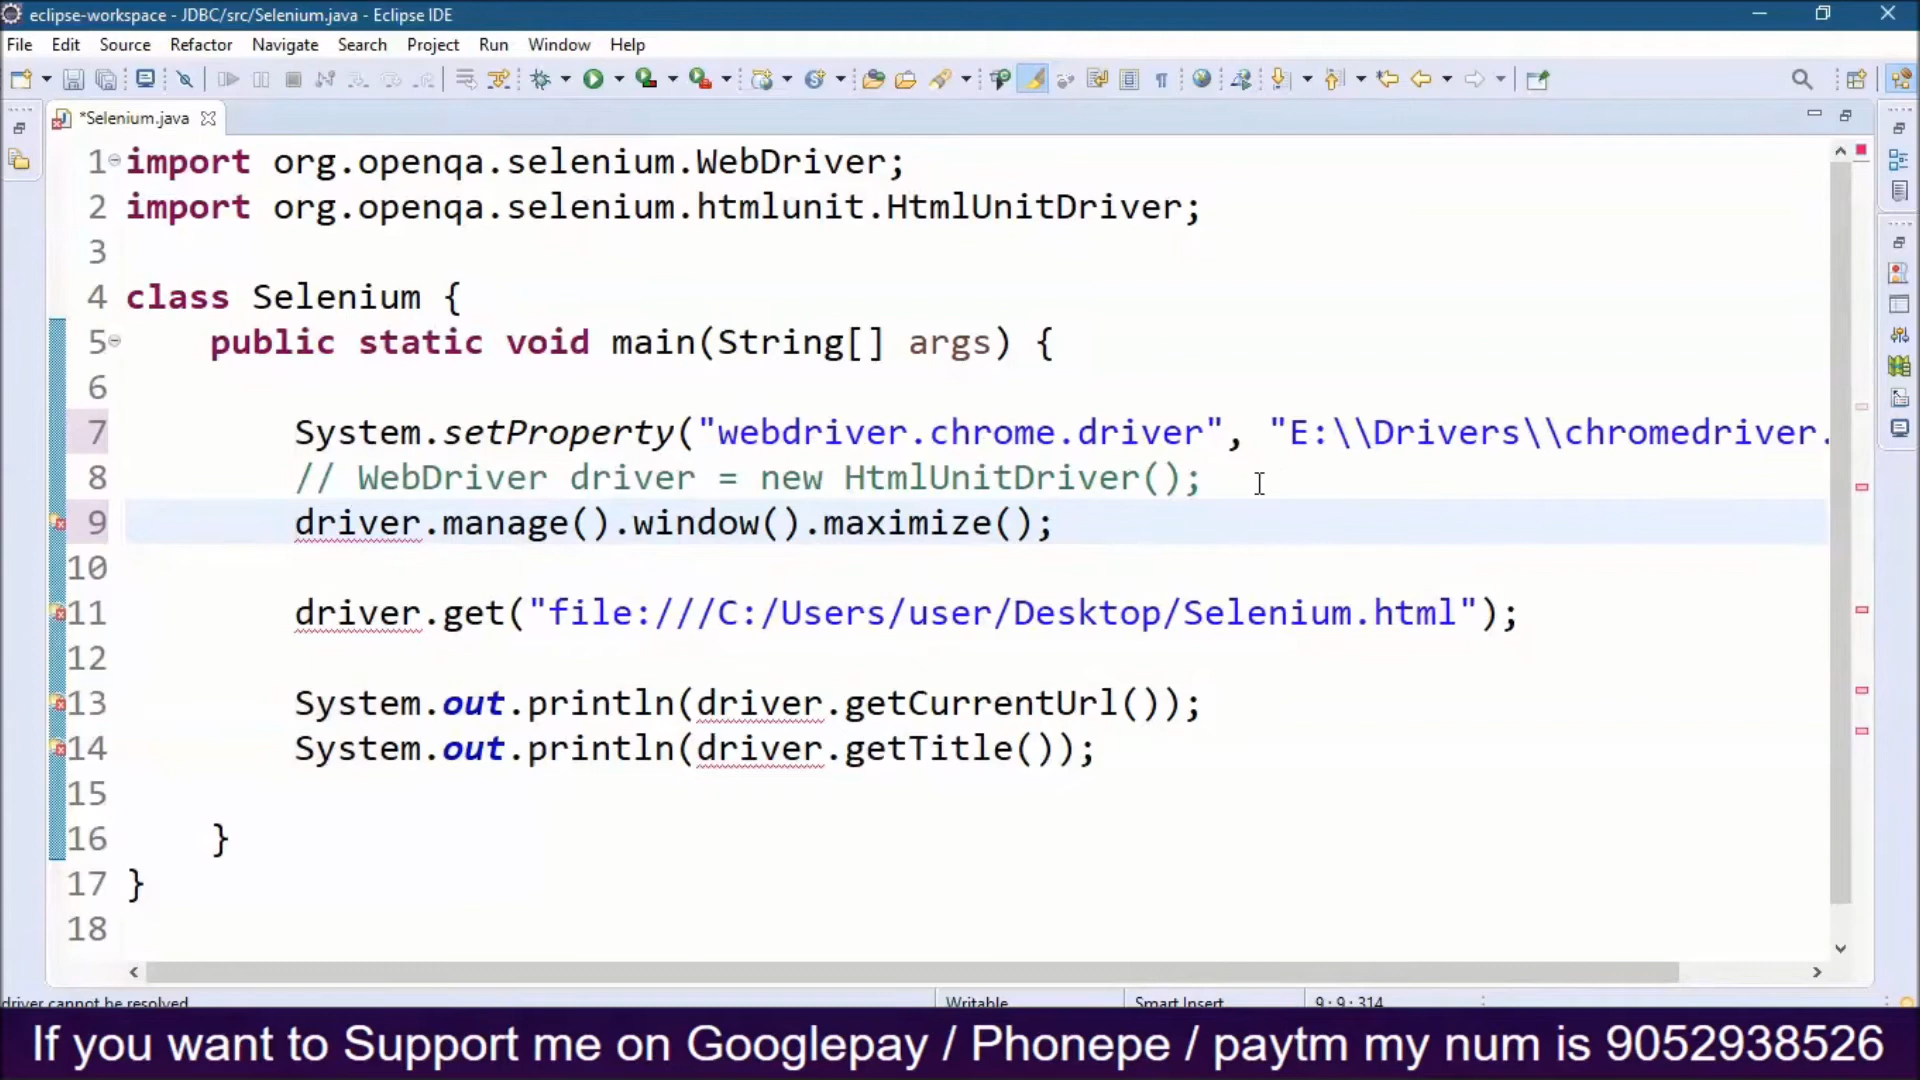 eclipse-workspace - JDBC/src/Selenium.java - Eclipse IDE
File Edit Source Refactor Navigate Search Project Run Window Help
*Selenium.java
1 import org.openqa.selenium.WebDriver;
2 import org.openqa.selenium.htmlunit.HtmlUnitDriver;
3
4 class Selenium {
5 public static void main(String[] args) {
6
7 System.setProperty("webdriver.chrome.driver", "E:\\Drivers\\chromedriver.
8 // WebDriver driver = new HtmlUnitDriver();
9 driver.manage().window().maximize();
10
11 driver.get("file:///C:/Users/user/Desktop/Selenium.html");
12
13 System.out.println(driver.getCurrentUrl());
14 System.out.println(driver.getTitle());
15
16 }
17 }
18
driver cannot be resolved Writable Smart Insert 9 : 9 : 314
If you want to Support me on Googlepay / Phonepe / paytm my num is 9052938526